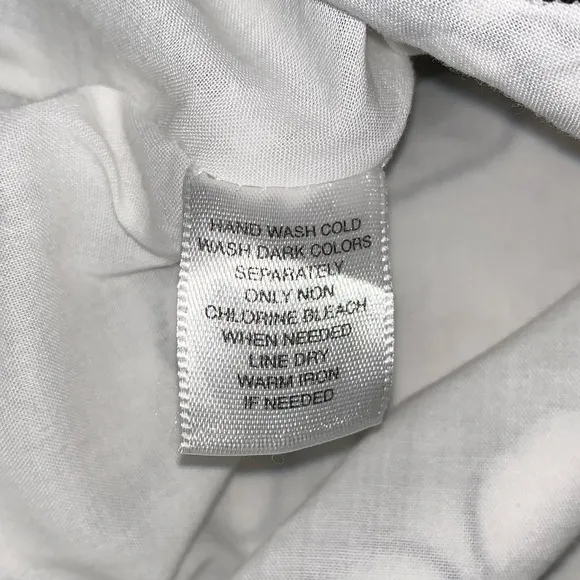 HAND WASH COLD
WASH DARK COLORS
SEPARATELY
ONLY NON
CHLORINE BLEACH
WHEN NEEDED
LINE DRY
WARM IRON
IF NEEDED